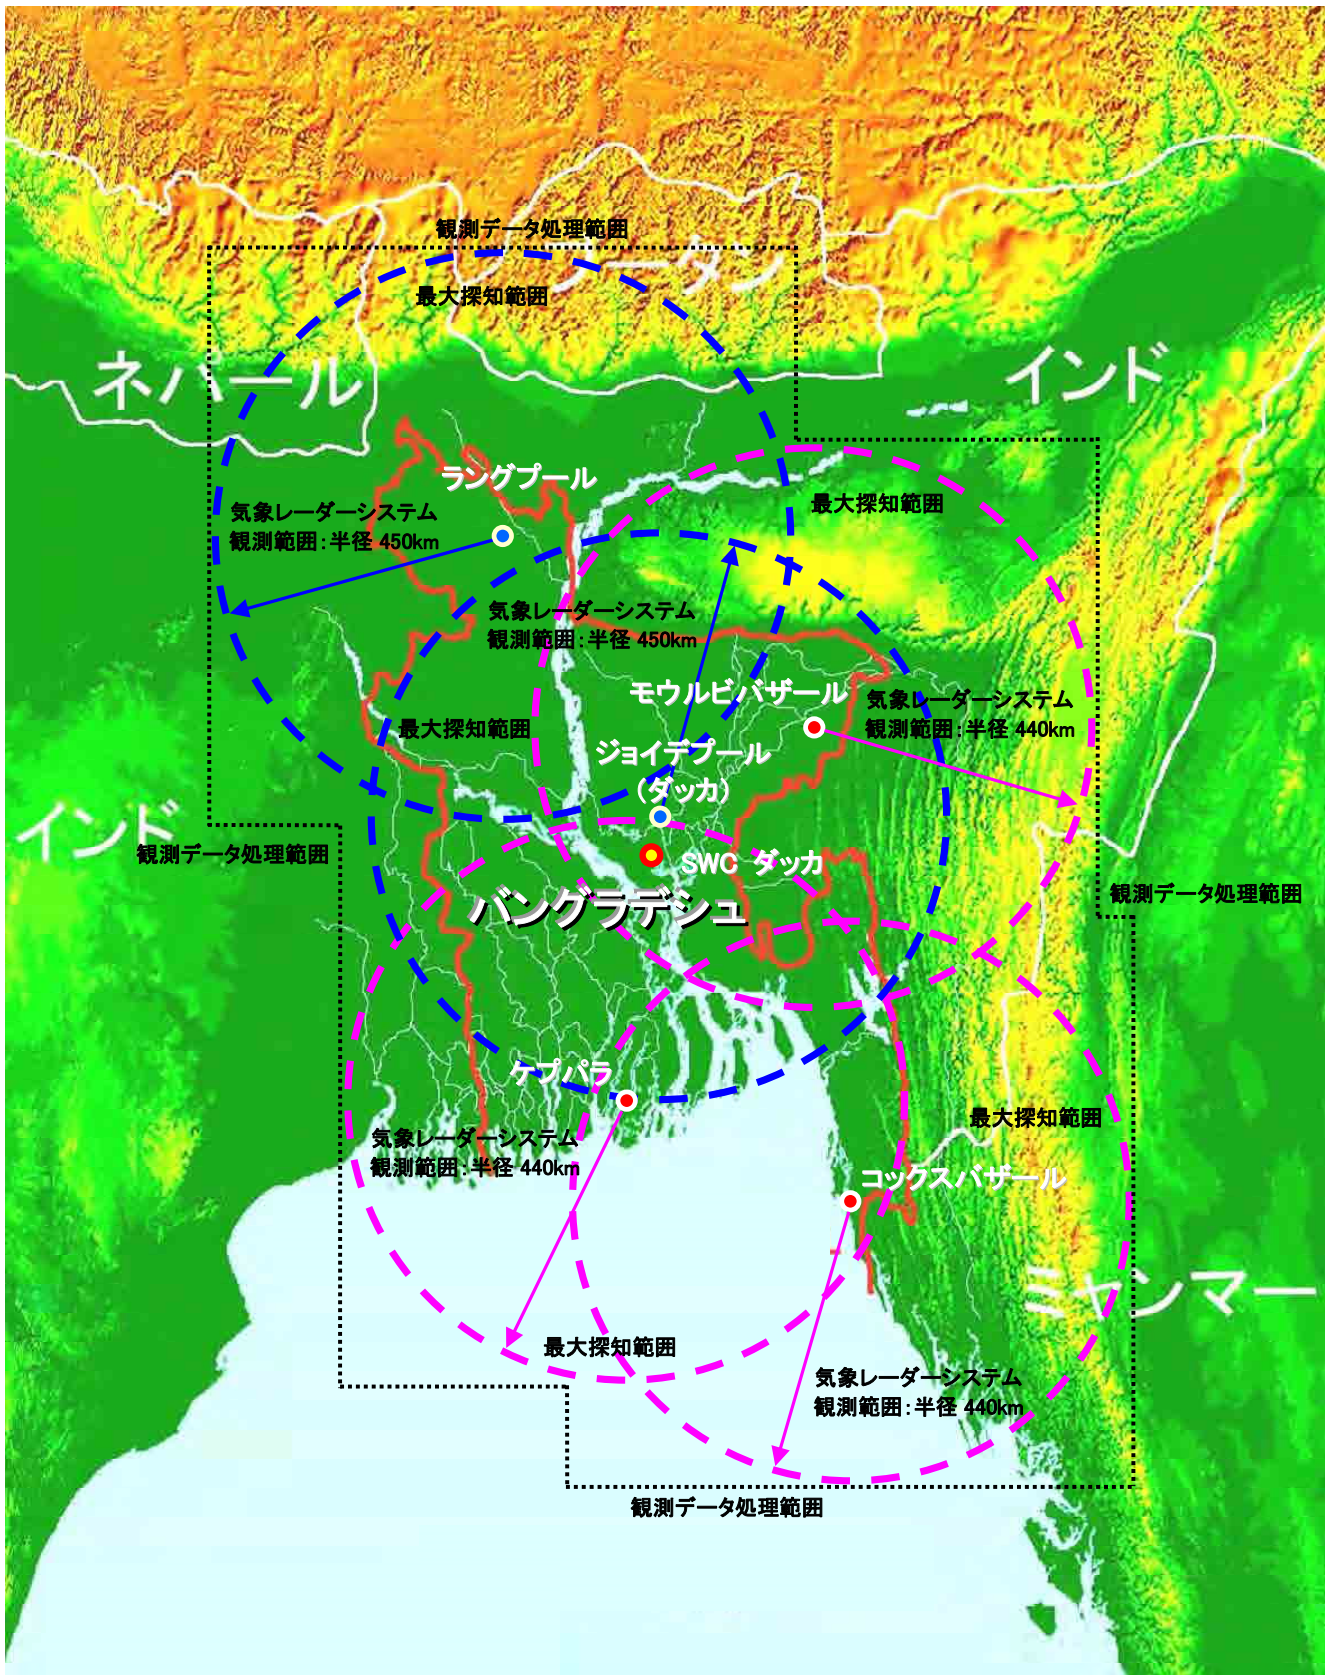 観測データ処理範囲
ブータン
最大探知範囲
ネパール
インド
ラングプール
最大探知範囲
気象レーダーシステム
観測範囲：半径 450km
気象レーダーシステム
観測範囲：半径 450km
モウルビバザール
気象レーダーシステム
観測範囲：半径 440km
最大探知範囲
ジョイデプール
（ダッカ）
インド
観測データ処理範囲
SWC ダッカ
観測データ処理範囲
バングラデシュ
ケプパラ
最大探知範囲
気象レーダーシステム
観測範囲：半径 440km
コックスバザール
ミャンマー
最大探知範囲
気象レーダーシステム
観測範囲：半径 440km
観測データ処理範囲